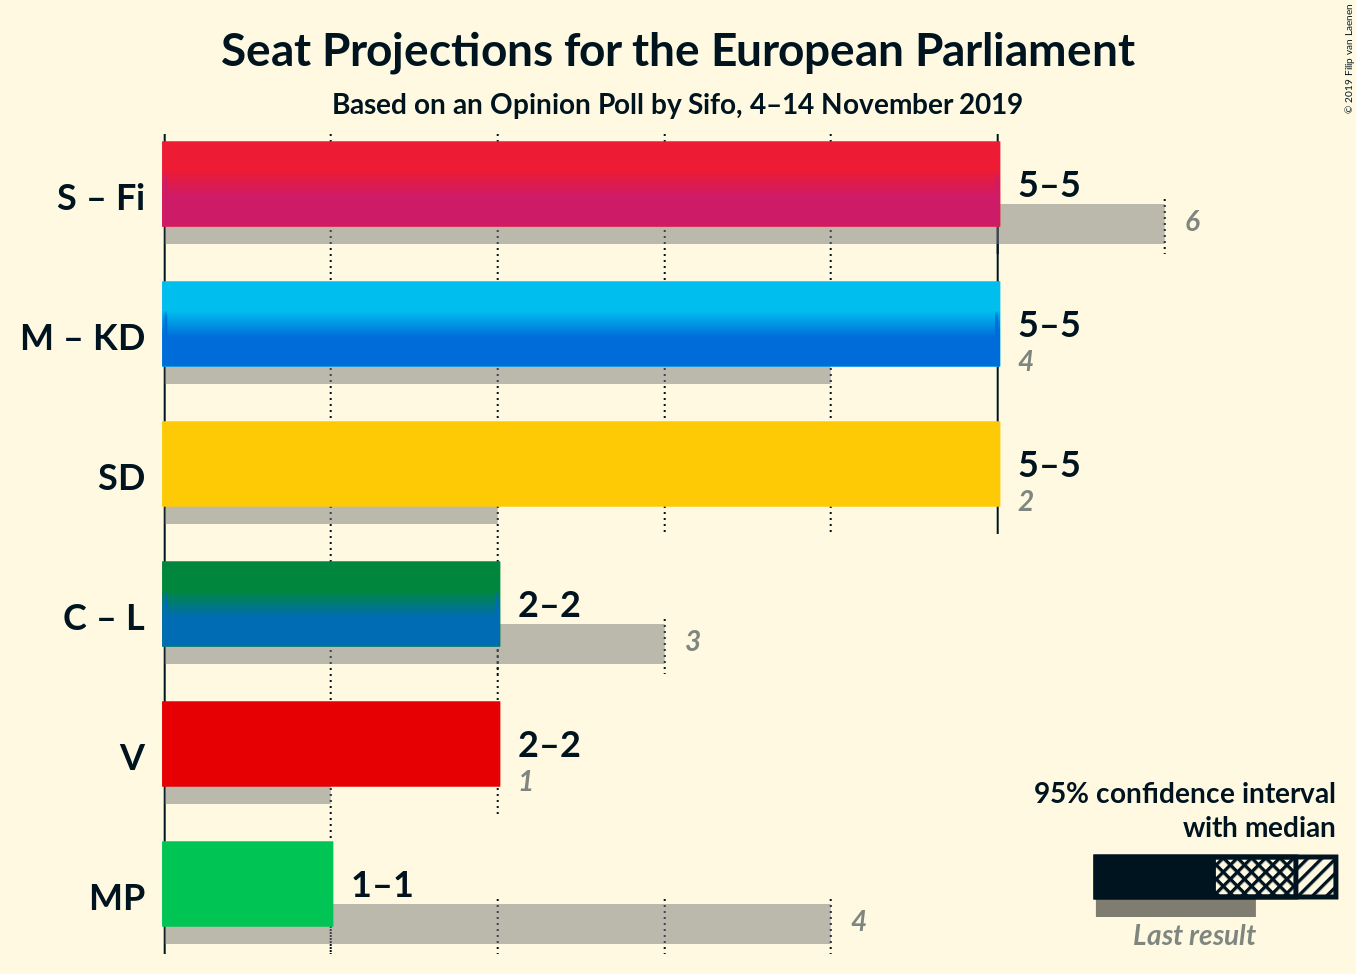 Seat Projections for the European Parliament
Based on an Opinion Poll by Sifo, 4–14 November 2019
© 2019 Filip van Laenen
S – Fi
5–5
6
M – KD
5–5
4
SD
5–5
2
C – L
2–2
3
V
2–2
1
MP
1–1
4
95% confidence interval
with median
Last result